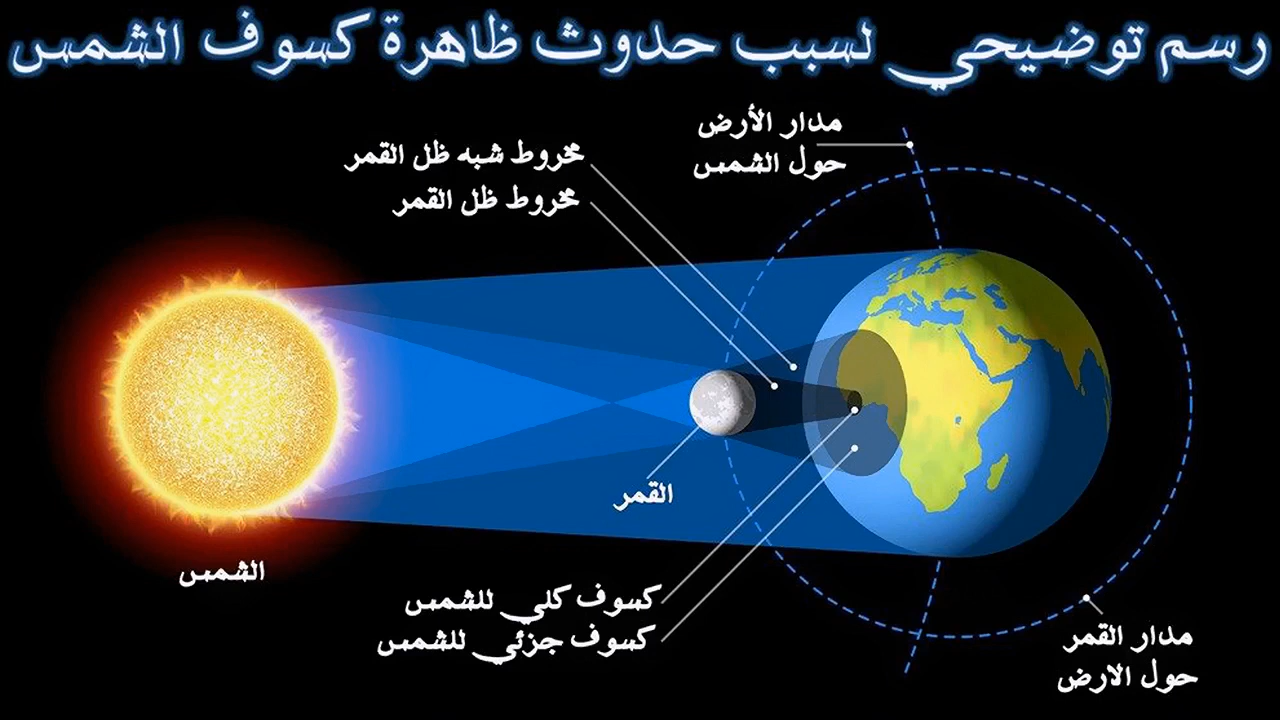 رسم توضيحي لسبب حدوث ظاهرة كسوف الشمس
مدار الأرض
حول الشمس
مخروط شبه ظل القمر
مخروط ظل القمر
القمر
الشمس
كسوف كلي للشمس
كسوف جزئي للشمس
مدار القمر
حول الارض